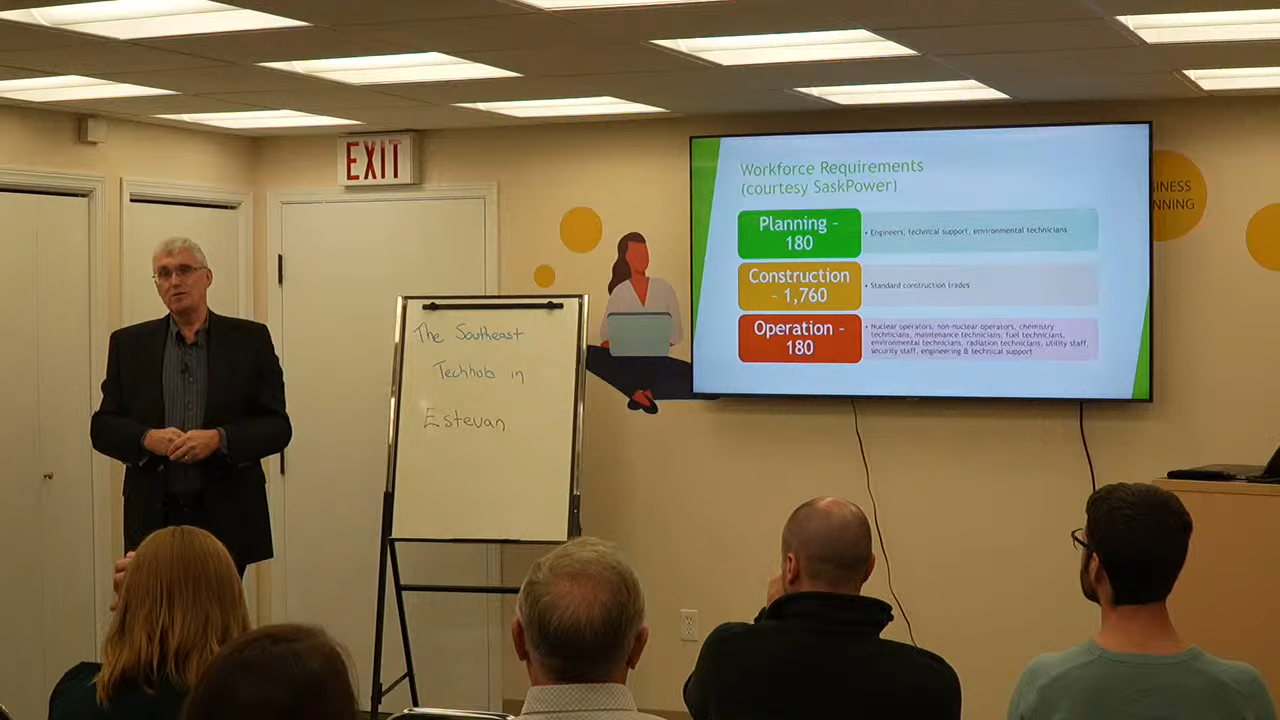 EXIT
The Southeast
Techhob in
Estevan
Workforce Requirements
(courtesy SaskPower)
Planning –
180
• Engineers, technical support, environmental technicians
Construction
– 1,760
• Standard construction trades
Operation –
180
• Nuclear operators, non-nuclear operators, chemistry
technicians, maintenance technicians, fuel technicians,
environmental technicians, radiation technicians, utility staff,
security staff, engineering & technical support
INESS
NNING